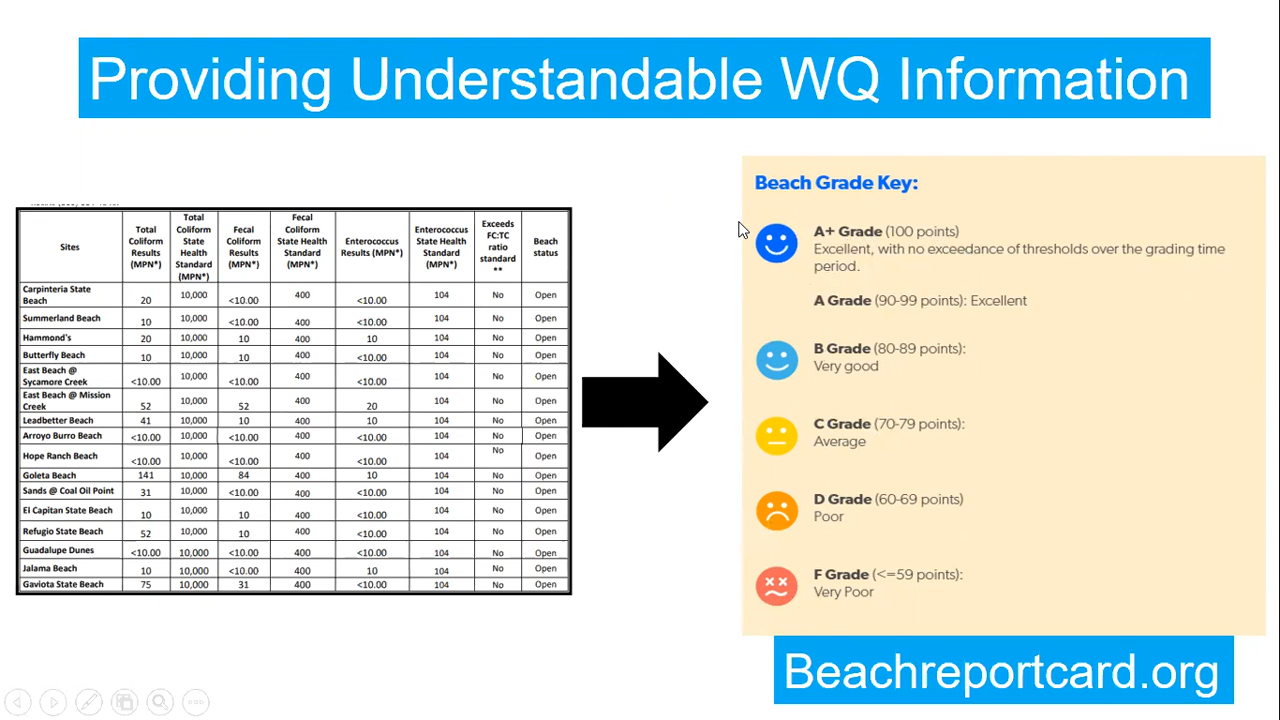 Providing Understandable WQ Information
Sites Total Coliform Results (MPN*) Total Coliform State Health Standard (MPN*) Fecal Coliform Results (MPN*) Fecal Coliform State Health Standard (MPN*) Enterococcus Results (MPN*) Enterococcus State Health Standard (MPN*) Exceeds FC:TC ratio standard ** Beach status
Carpinteria State Beach 20 10,000 <10.00 400 <10.00 104 No Open
Summerland Beach 10 10,000 <10.00 400 <10.00 104 No Open
Hammond's 20 10,000 10 400 10 104 No Open
Butterfly Beach 10 10,000 10 400 <10.00 104 No Open
East Beach @ Sycamore Creek <10.00 10,000 <10.00 400 <10.00 104 No Open
East Beach @ Mission Creek 52 10,000 52 400 20 104 No Open
Leadbetter Beach 41 10,000 10 400 10 104 No Open
Arroyo Burro Beach <10.00 10,000 <10.00 400 <10.00 104 No Open
Hope Ranch Beach <10.00 10,000 <10.00 400 <10.00 104 No Open
Goleta Beach 141 10,000 84 400 10 104 No Open
Sands @ Coal Oil Point 31 10,000 <10.00 400 <10.00 104 No Open
El Capitan State Beach 10 10,000 10 400 <10.00 104 No Open
Refugio State Beach 52 10,000 10 400 <10.00 104 No Open
Guadalupe Dunes <10.00 10,000 <10.00 400 <10.00 104 No Open
Jalama Beach 10 10,000 <10.00 400 10 104 No Open
Gaviota State Beach 75 10,000 31 400 <10.00 104 No Open
Beach Grade Key:
A+ Grade (100 points)
Excellent, with no exceedance of thresholds over the grading time
period.
A Grade (90-99 points): Excellent
B Grade (80-89 points):
Very good
C Grade (70-79 points):
Average
D Grade (60-69 points)
Poor
F Grade (<=59 points):
Very Poor
Beachreportcard.org